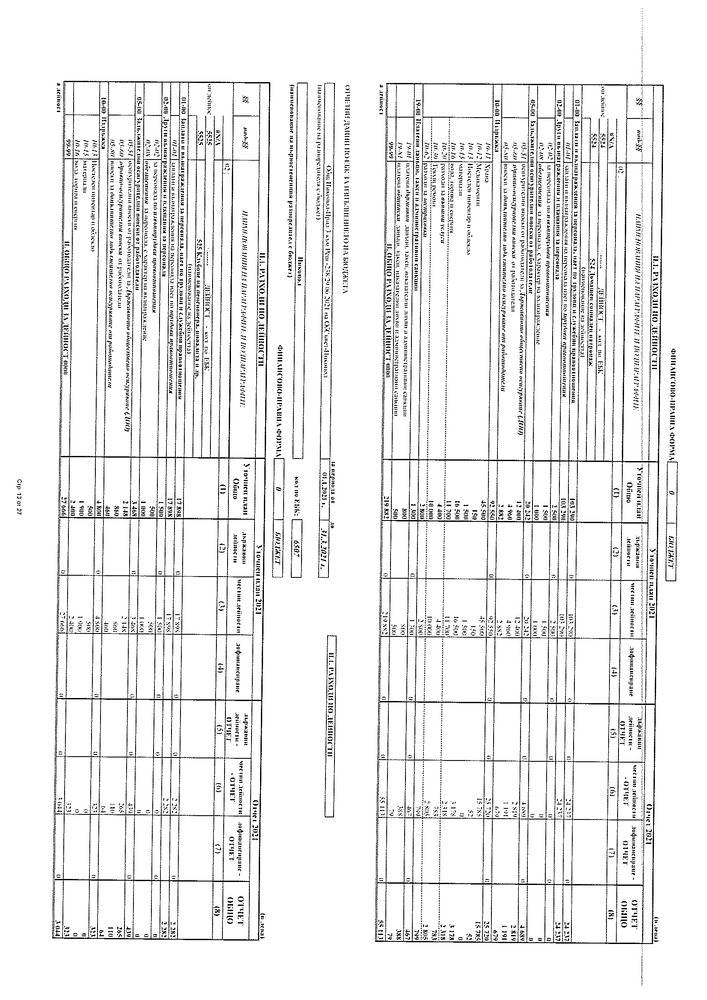 ФИНАНСОВО-ПРАВНА ФОРМА 0 БЮДЖЕТ
(в лева)
II.1. РАЗХОДИ ПО ДЕЙНОСТИ Уточнен план 2021 Отчет 2021
§§ под-§§ НАИМЕНОВАНИЯ НА ПАРАГРАФИТЕ И ПОДПАРАГРАФИТЕ Уточнен план Общо държавни дейности местни дейности дофинансиране държавни дейности - ОТЧЕТ местни дейности - ОТЧЕТ дофинансиране - ОТЧЕТ ОТЧЕТ ОБЩО
02 . (1) (2) (3) (4) (5) (6) (7) (8)
#N/A
5524 ДЕЙНОСТ - код по ЕБК
5524 524 Домашен социален патронаж
(наименование на дейността)
01-00 Заплати и възнаграждения за персонала, нает по трудови и служебни правоотношения 103 290 0 103 290 0 0 24 237 0 24 237
01-01 заплати и възнаграждения на персонала нает по трудови правоотношения 103 290 103 290 24 237 24 237
02-00 Други възнаграждения и плащания за персонала 2 500 0 2 500 0 0 0 0 0
02-02 за персонала по извънтрудови правоотношения 1 500 1 500 0 0
02-08 обезщетения за персонала, с характер на възнаграждение 1 000 1 000 0 0
05-00 Задължителни осигурителни вноски от работодатели 20 242 0 20 242 0 0 4 689 0 4 689
05-51 осигурителни вноски от работодатели за Държавното обществено осигуряване (ДОО) 12 400 12 400 2 819 2 819
05-60 здравно-осигурителни вноски от работодатели 4 960 4 960 1 191 1 191
05-80 вноски за допълнително задължително осигуряване от работодатели 2 882 2 882 679 679
10-00 Издръжка 92 550 0 92 550 0 0 25 720 0 25 720
10-11 Храна 45 500 45 500 15 785 15 785
10-12 Медикаменти 150 150 52 52
10-13 Постелен инвентар и облекло 1 500 1 500 0 0
10-15 материали 16 500 16 500 3 178 3 178
10-16 вода, горива и енергия 11 700 11 700 2 318 2 318
10-20 разходи за външни услуги 4 400 4 400 783 783
10-30 Текущ ремонт 10 000 10 000 2 805 2 805
10-62 разходи за застраховки 2 800 2 800 799 799
19-00 Платени данъци, такси и административни санкции 1 300 0 1 300 0 0 467 0 467
19-01 платени държавни данъци, такси, наказателни лихви и административни санкции 800 800 388 388
19-81 платени общински данъци, такси, наказателни лихви и административни санкции 500 500 79 79
99-99 II. ОБЩО РАЗХОДИ ЗА ДЕЙНОСТ 0000 219 882 0 219 882 0 0 55 113 0 55 113
а дейност
ОТЧЕТНИ ДАННИ ПО ЕБК ЗА ИЗПЪЛНЕНИЕТО НА БЮДЖЕТА
за периода от до
Общ Никопол-Прил 3 към Реш -238/29 06 2021 на ОбСъвет-Никопол 01.1.2021 г. 31.3.2021 г. II.1. РАЗХОДИ ПО ДЕЙНОСТИ
(наименование на разпоредителя с бюджет)
Никопол код по ЕБК: 6507
(наименование на първостепенния разпоредител с бюджет)
ФИНАНСОВО-ПРАВНА ФОРМА 0 БЮДЖЕТ
(в лева)
II.1. РАЗХОДИ ПО ДЕЙНОСТИ Уточнен план 2021 Отчет 2021
§§ под-§§ НАИМЕНОВАНИЯ НА ПАРАГРАФИТЕ И ПОДПАРАГРАФИТЕ Уточнен план Общо държавни дейности местни дейности дофинансиране държавни дейности - ОТЧЕТ местни дейности - ОТЧЕТ дофинансиране - ОТЧЕТ ОТЧЕТ ОБЩО
02 . (1) (2) (3) (4) (5) (6) (7) (8)
#N/A
5525 ДЕЙНОСТ - код по ЕБК
5525 525 Клубове на пенсионера, инвалида и др.
(наименование на дейността)
01-00 Заплати и възнаграждения за персонала, нает по трудови и служебни правоотношения 17 898 0 17 898 0 0 2 282 0 2 282
01-01 заплати и възнаграждения на персонала нает по трудови правоотношения 17 898 17 898 2 282 2 282
02-00 Други възнаграждения и плащания за персонала 1 500 0 1 500 0 0 0 0 0
02-02 за персонала по извънтрудови правоотношения 500 500 0 0
02-08 обезщетения за персонала, с характер на възнаграждение 1 000 1 000 0 0
05-00 Задължителни осигурителни вноски от работодатели 3 468 0 3 468 0 0 439 0 439
05-51 осигурителни вноски от работодатели за Държавното обществено осигуряване (ДОО) 2 148 2 148 265 265
05-60 здравно-осигурителни вноски от работодатели 860 860 110 110
05-80 вноски за допълнително задължително осигуряване от работодатели 460 460 64 64
10-00 Издръжка 4 800 0 4 800 0 0 323 0 323
10-13 Постелен инвентар и облекло 500 500 0 0
10-15 материали 1 900 1 900 0 0
10-16 вода, горива и енергия 2 400 2 400 323 323
99-99 II. ОБЩО РАЗХОДИ ЗА ДЕЙНОСТ 0000 27 666 0 27 666 0 0 3 044 0 3 044
а дейност
Стр 13 от 27